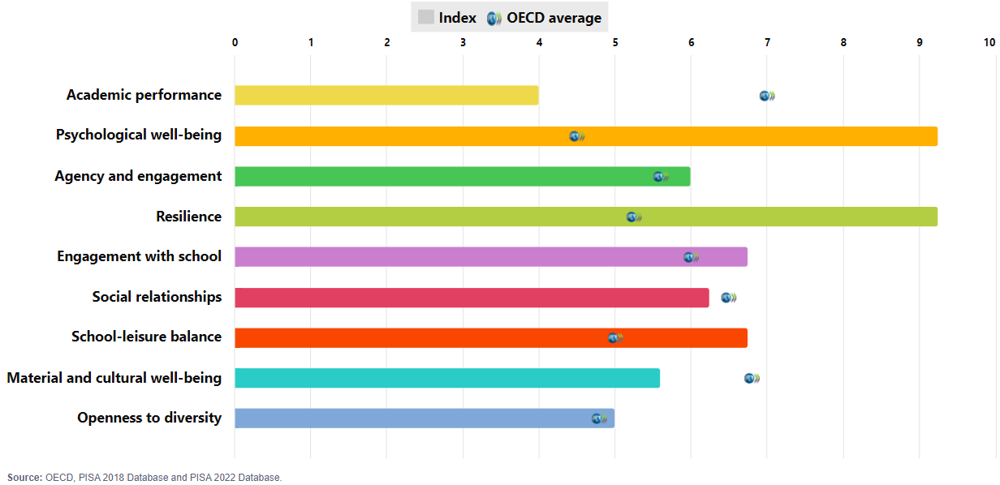 Index OECD average
0 1 2 3 4 5 6 7 8 9 10
Academic performance
Psychological well-being
Agency and engagement
Resilience
Engagement with school
Social relationships
School-leisure balance
Material and cultural well-being
Openness to diversity
Source: OECD, PISA 2018 Database and PISA 2022 Database.